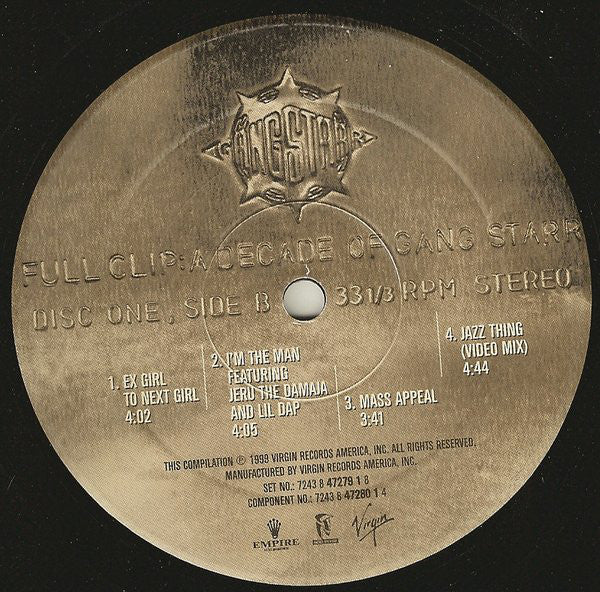 GANGSTARR
FULL CLIP: A DECADE OF GANG STARR
DISC ONE, SIDE B 33 1/3 RPM STEREO
1. EX GIRL
TO NEXT GIRL
4:02
2. I'M THE MAN
FEATURING
JERU THE DAMAJA
AND LIL DAP
4:05
3. MASS APPEAL
3:41
4. JAZZ THING
(VIDEO MIX)
4:44
THIS COMPILATION ℗ 1998 VIRGIN RECORDS AMERICA, INC. ALL RIGHTS RESERVED.
MANUFACTURED BY VIRGIN RECORDS AMERICA, INC.
SET NO.: 7243 8 47279 1 8
COMPONENT NO.: 7243 8 47280 1 4
EMPIRE
Virgin